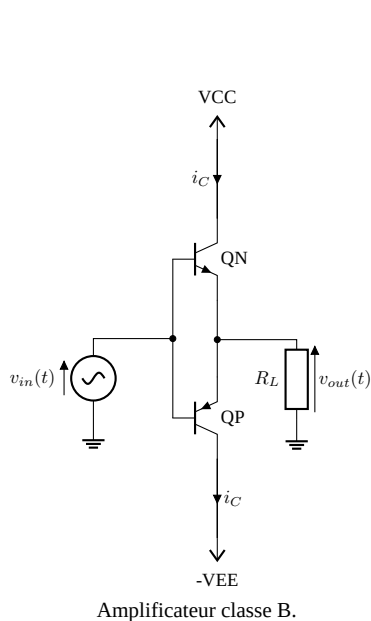 VCC
i_C
QN
v_in(t)
R_L
v_out(t)
QP
i_C
-VEE
Amplificateur classe B.